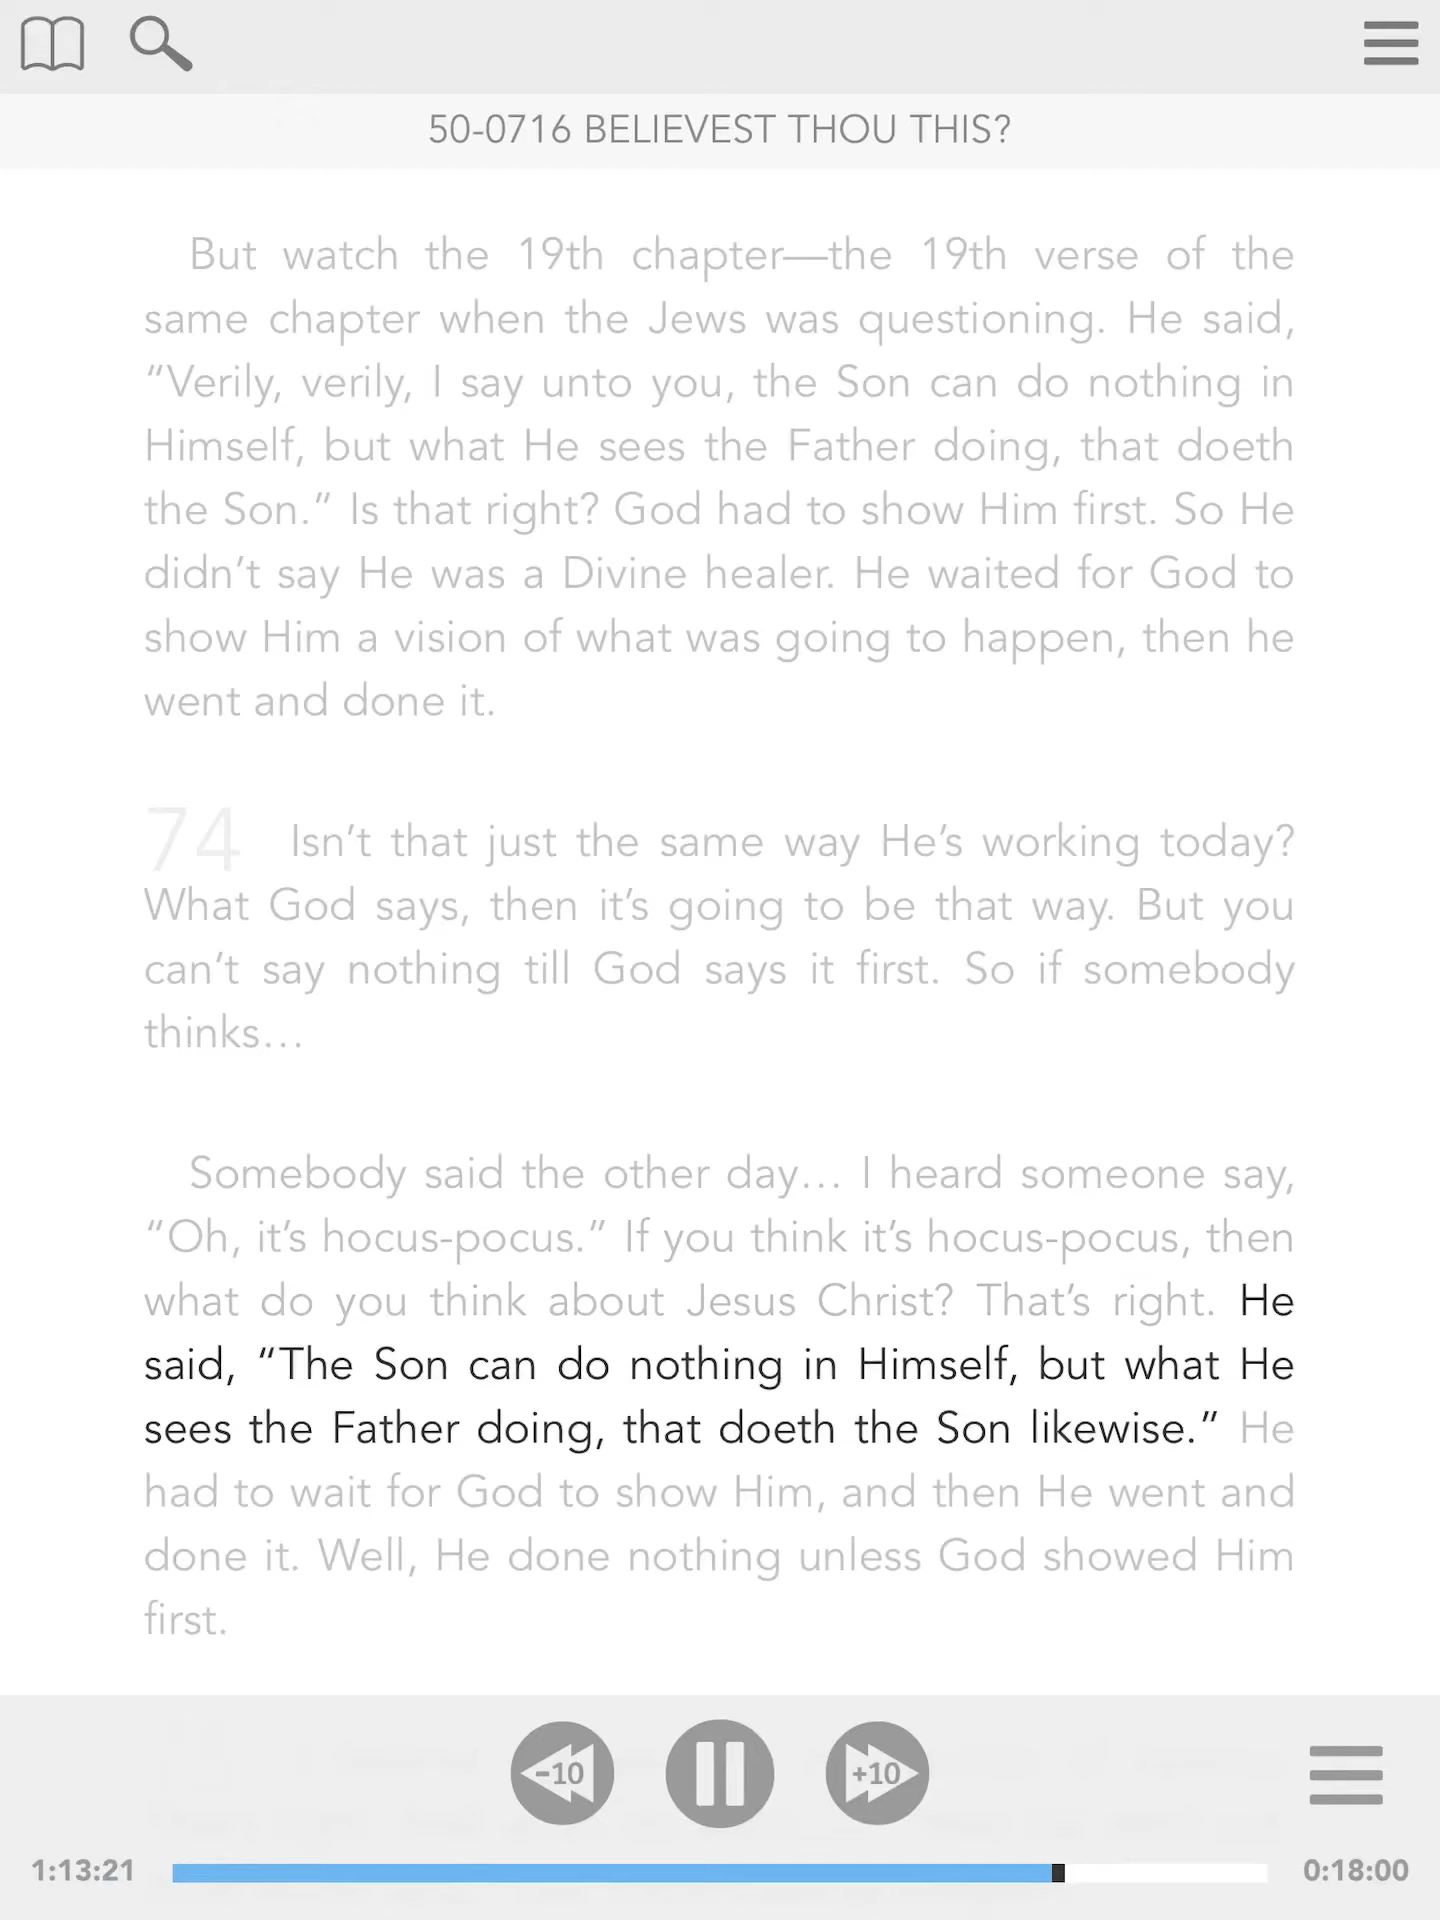 50-0716 BELIEVEST THOU THIS?
But watch the 19th chapter—the 19th verse of the
same chapter when the Jews was questioning. He said,
“Verily, verily, I say unto you, the Son can do nothing in
Himself, but what He sees the Father doing, that doeth
the Son.” Is that right? God had to show Him first. So He
didn’t say He was a Divine healer. He waited for God to
show Him a vision of what was going to happen, then he
went and done it.
74 Isn’t that just the same way He’s working today?
What God says, then it’s going to be that way. But you
can’t say nothing till God says it first. So if somebody
thinks…
Somebody said the other day… I heard someone say,
“Oh, it’s hocus-pocus.” If you think it’s hocus-pocus, then
what do you think about Jesus Christ? That’s right. He
said, “The Son can do nothing in Himself, but what He
sees the Father doing, that doeth the Son likewise.” He
had to wait for God to show Him, and then He went and
done it. Well, He done nothing unless God showed Him
first.
-10 +10
1:13:21 0:18:00